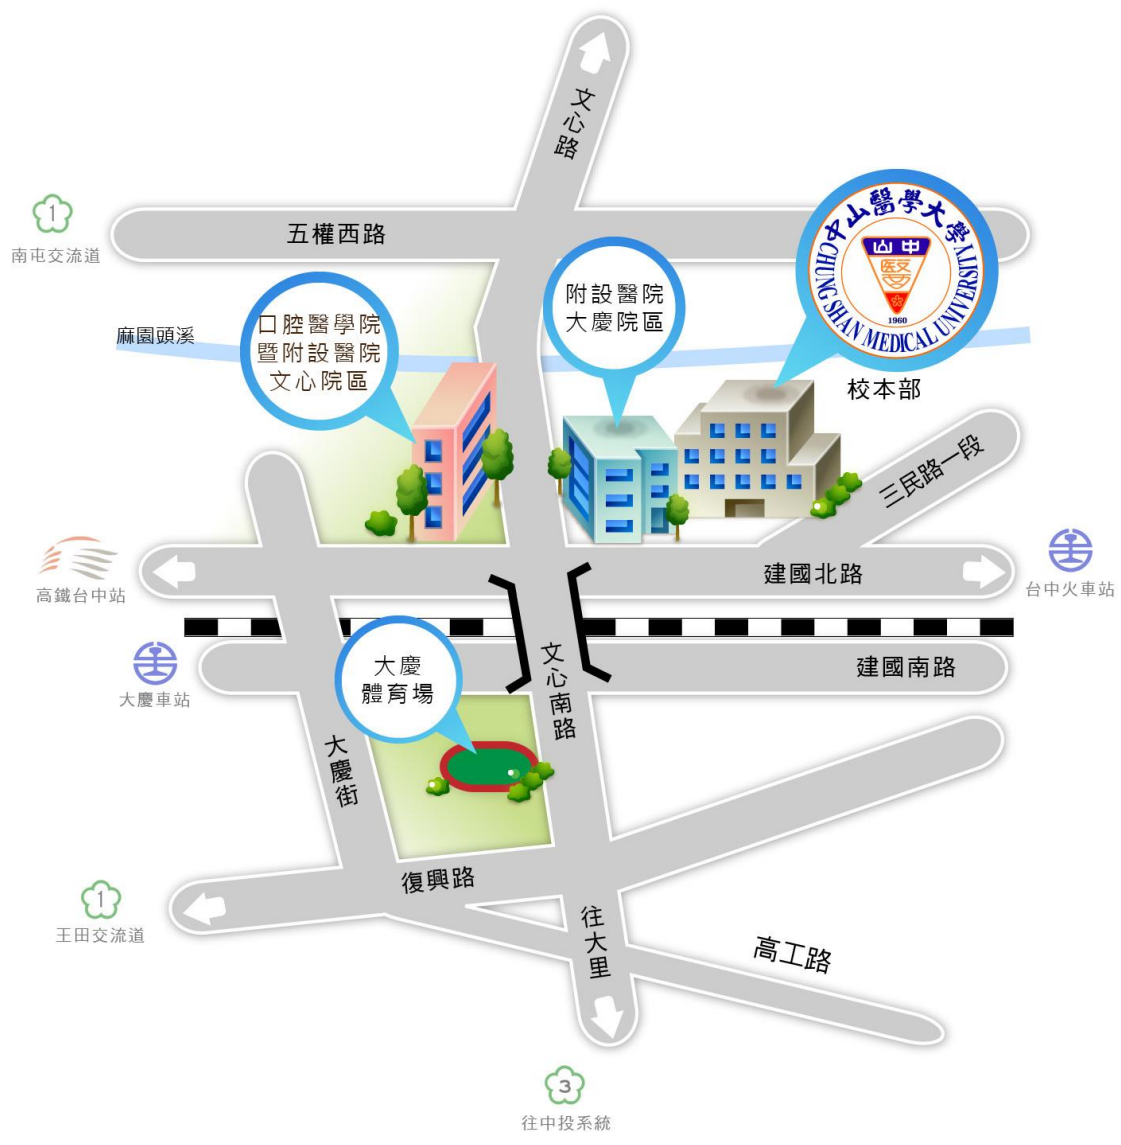 文心路
1
南屯交流道
五權西路
中山醫學大學
CHUNG SHAN MEDICAL UNIVERSITY
中山
醫
1960
校本部
附設醫院
大慶院區
口腔醫學院
暨附設醫院
文心院區
麻園頭溪
三民路一段
高鐵台中站
建國北路
台中火車站
大慶車站
大慶
體育場
文心南路
建國南路
大慶街
復興路
1
王田交流道
往大里
高工路
3
往中投系統